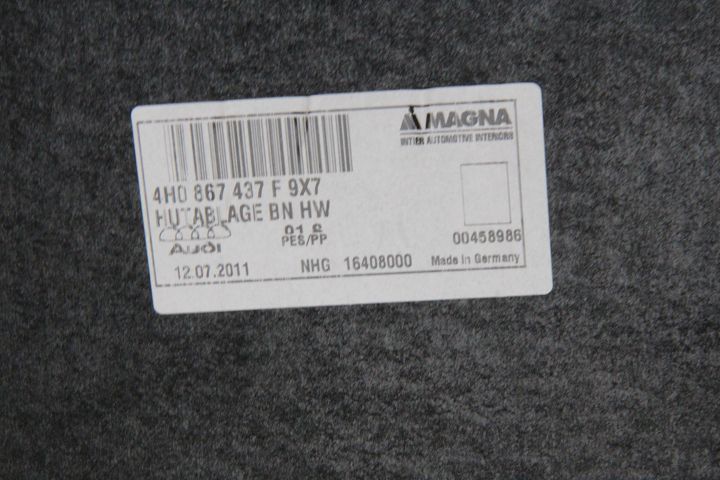 MAGNA
INTIER AUTOMOTIVE INTERIORS
4H0 867 437 F 9X7
HUTABLAGE BN HW
01 S
PES/PP
00458986
Audi
12.07.2011 NHG 16408000 Made in Germany